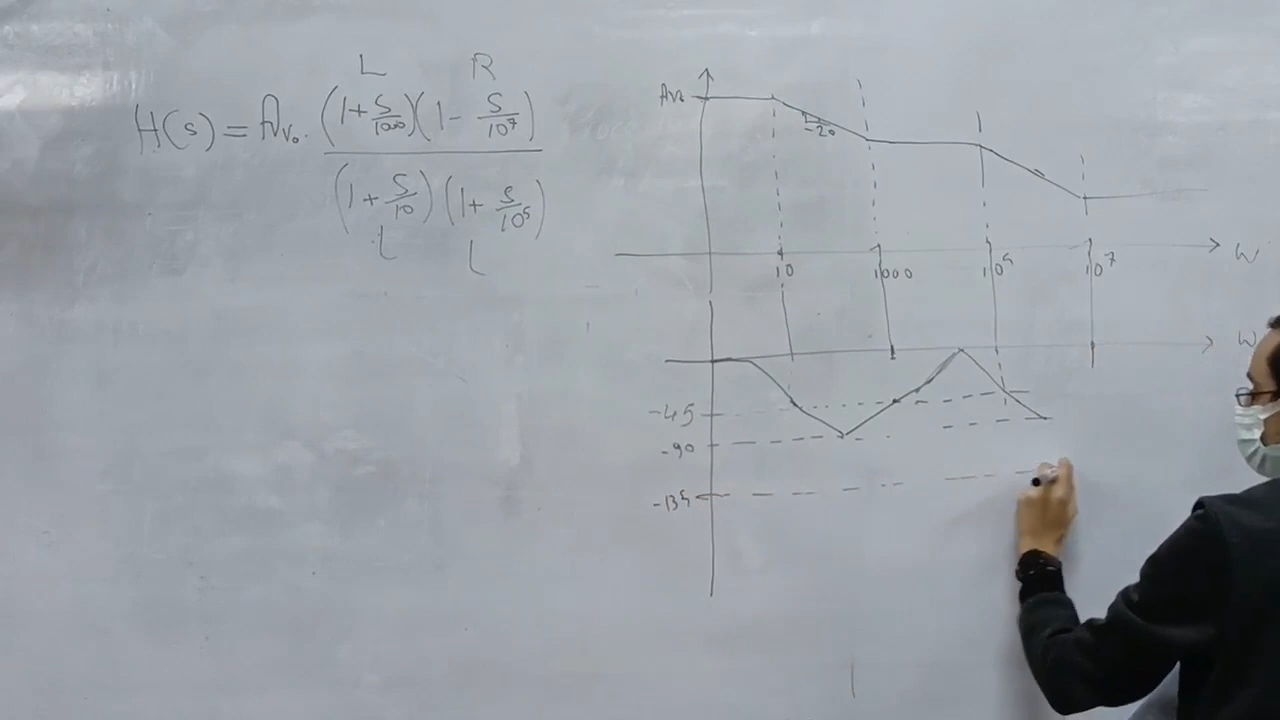 L R
H(s) = Av₀. (1+S/1000)(1-S/10⁷)
(1+S/10)(1+S/10⁵)
L L
Av₀
-20
10 1000 10⁵ 10⁷ W
W
-45
-90
-135